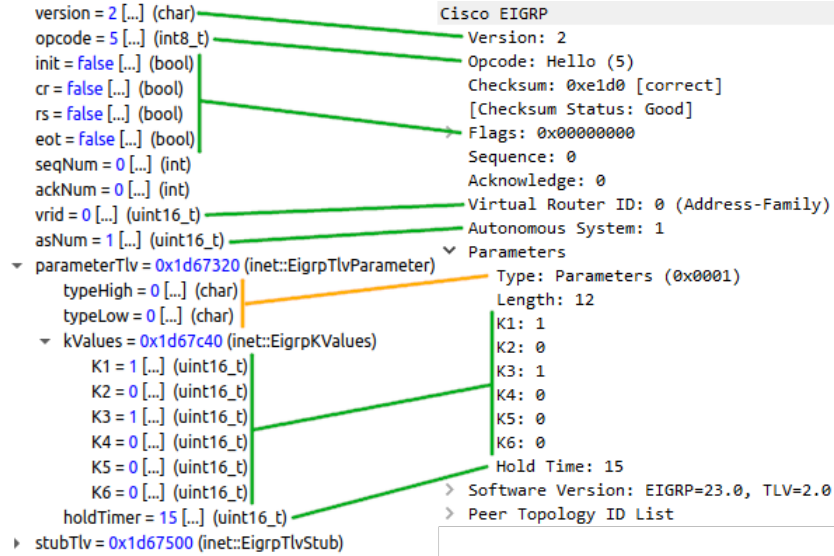 version = 2 [...] (char)
opcode = 5 [...] (int8_t)
init = false [...] (bool)
cr = false [...] (bool)
rs = false [...] (bool)
eot = false [...] (bool)
seqNum = 0 [...] (int)
ackNum = 0 [...] (int)
vrid = 0 [...] (uint16_t)
asNum = 1 [...] (uint16_t)
parameterTlv = 0x1d67320 (inet::EigrpTlvParameter)
typeHigh = 0 [...] (char)
typeLow = 0 [...] (char)
kValues = 0x1d67c40 (inet::EigrpKValues)
K1 = 1 [...] (uint16_t)
K2 = 0 [...] (uint16_t)
K3 = 1 [...] (uint16_t)
K4 = 0 [...] (uint16_t)
K5 = 0 [...] (uint16_t)
K6 = 0 [...] (uint16_t)
holdTimer = 15 [...] (uint16_t)
stubTlv = 0x1d67500 (inet::EigrpTlvStub)
Cisco EIGRP
Version: 2
Opcode: Hello (5)
Checksum: 0xe1d0 [correct]
[Checksum Status: Good]
Flags: 0x00000000
Sequence: 0
Acknowledge: 0
Virtual Router ID: 0 (Address-Family)
Autonomous System: 1
Parameters
Type: Parameters (0x0001)
Length: 12
K1: 1
K2: 0
K3: 1
K4: 0
K5: 0
K6: 0
Hold Time: 15
Software Version: EIGRP=23.0, TLV=2.0
Peer Topology ID List